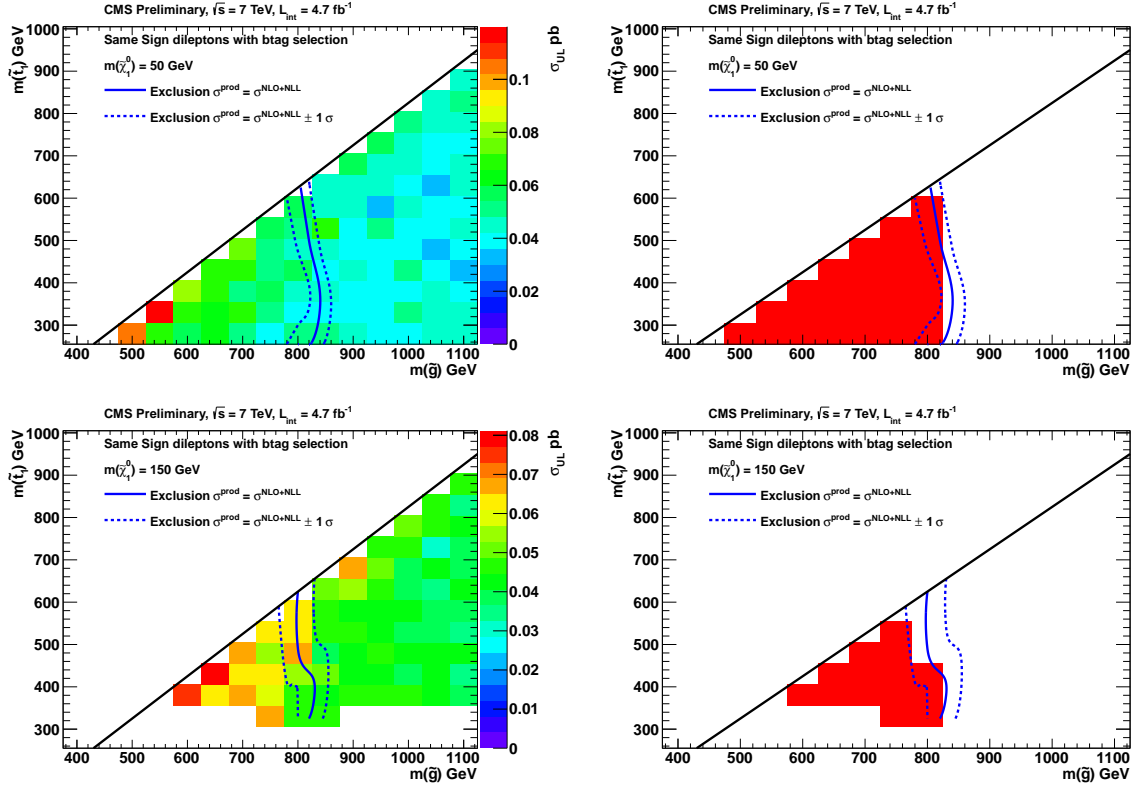 CMS Preliminary, √s = 7 TeV, L_int = 4.7 fb⁻¹
m(t̃₁) GeV
1000
900
800
700
600
500
400
300
Same Sign dileptons with btag selection
m(χ̃₁⁰) = 50 GeV
Exclusion σ^prod = σ^NLO+NLL
Exclusion σ^prod = σ^NLO+NLL ± 1 σ
400 500 600 700 800 900 1000 1100
m(g̃) GeV
σ_UL pb
0.1
0.08
0.06
0.04
0.02
0
CMS Preliminary, √s = 7 TeV, L_int = 4.7 fb⁻¹
m(t̃₁) GeV
1000
900
800
700
600
500
400
300
Same Sign dileptons with btag selection
m(χ̃₁⁰) = 50 GeV
Exclusion σ^prod = σ^NLO+NLL
Exclusion σ^prod = σ^NLO+NLL ± 1 σ
400 500 600 700 800 900 1000 1100
m(g̃) GeV
CMS Preliminary, √s = 7 TeV, L_int = 4.7 fb⁻¹
m(t̃₁) GeV
1000
900
800
700
600
500
400
300
Same Sign dileptons with btag selection
m(χ̃₁⁰) = 150 GeV
Exclusion σ^prod = σ^NLO+NLL
Exclusion σ^prod = σ^NLO+NLL ± 1 σ
400 500 600 700 800 900 1000 1100
m(g̃) GeV
σ_UL pb
0.08
0.07
0.06
0.05
0.04
0.03
0.02
0.01
0
CMS Preliminary, √s = 7 TeV, L_int = 4.7 fb⁻¹
m(t̃₁) GeV
1000
900
800
700
600
500
400
300
Same Sign dileptons with btag selection
m(χ̃₁⁰) = 150 GeV
Exclusion σ^prod = σ^NLO+NLL
Exclusion σ^prod = σ^NLO+NLL ± 1 σ
400 500 600 700 800 900 1000 1100
m(g̃) GeV